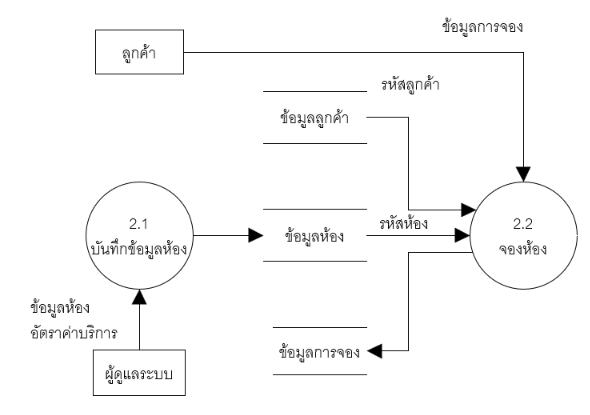 ข้อมูลการจอง
ลูกค้า
รหัสลูกค้า
ข้อมูลลูกค้า
2.1
บันทึกข้อมูลห้อง
ข้อมูลห้อง
รหัสห้อง
2.2
จองห้อง
ข้อมูลห้อง
อัตราค่าบริการ
ข้อมูลการจอง
ผู้ดูแลระบบ